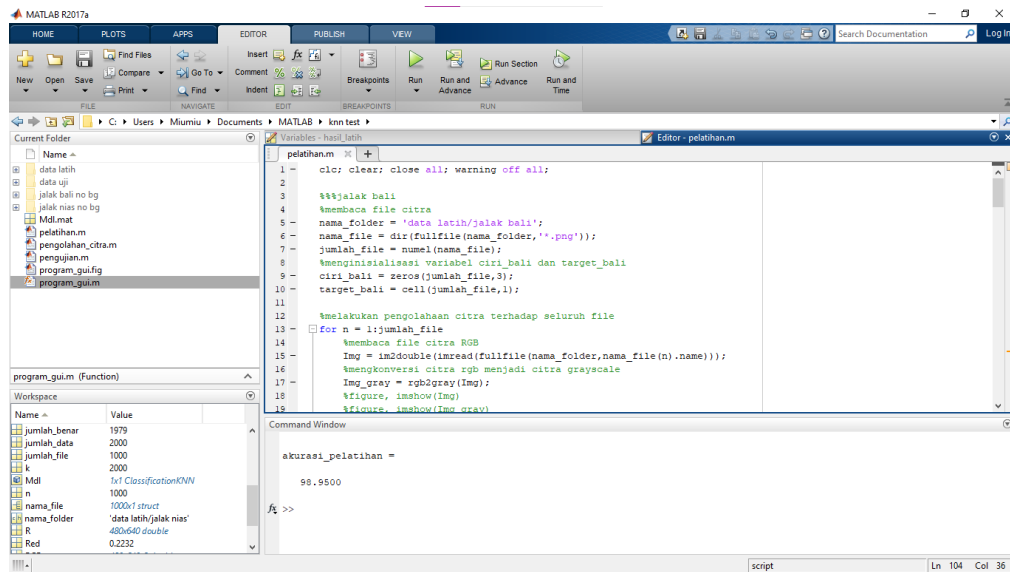 MATLAB R2017a
HOME PLOTS APPS EDITOR PUBLISH VIEW
Search Documentation
Log In
New Open Save
Find Files
Compare
Print
Go To
Find
Insert
Comment
Indent
Breakpoints
Run
Run and Advance
Run Section
Advance
Run and Time
FILE NAVIGATE EDIT BREAKPOINTS RUN
C: Users Miumiu Documents MATLAB knn test
Current Folder
Name
data latih
data uji
jalak bali no bg
jalak nias no bg
Mdl.mat
pelatihan.m
pengolahan_citra.m
pengujian.m
program_gui.fig
program_gui.m
program_gui.m (Function)
Workspace
Name Value
jumlah_benar 1979
jumlah_data 2000
jumlah_file 1000
k 2000
Mdl 1x1 ClassificationKNN
n 1000
nama_file 1000x1 struct
nama_folder 'data latih/jalak nias'
R 480x640 double
Red 0.2232
Variables - hasil_latih
Editor - pelatihan.m
pelatihan.m
1 - clc; clear; close all; warning off all;
2
3 %%%jalak bali
4 %membaca file citra
5 - nama_folder = 'data latih/jalak bali';
6 - nama_file = dir(fullfile(nama_folder,'*.png'));
7 - jumlah_file = numel(nama_file);
8 %menginisialisasi variabel ciri_bali dan target_bali
9 - ciri_bali = zeros(jumlah_file,3);
10 - target_bali = cell(jumlah_file,1);
11
12 %melakukan pengolahaan citra terhadap seluruh file
13 - for n = 1:jumlah_file
14 %membaca file citra RGB
15 - Img = im2double(imread(fullfile(nama_folder,nama_file(n).name)));
16 %mengkonversi citra rgb menjadi citra grayscale
17 - Img_gray = rgb2gray(Img);
18 %figure, imshow(Img)
19 %figure, imshow(Img_gray)
Command Window
akurasi_pelatihan =
98.9500
fx >>
script
Ln 104 Col 36